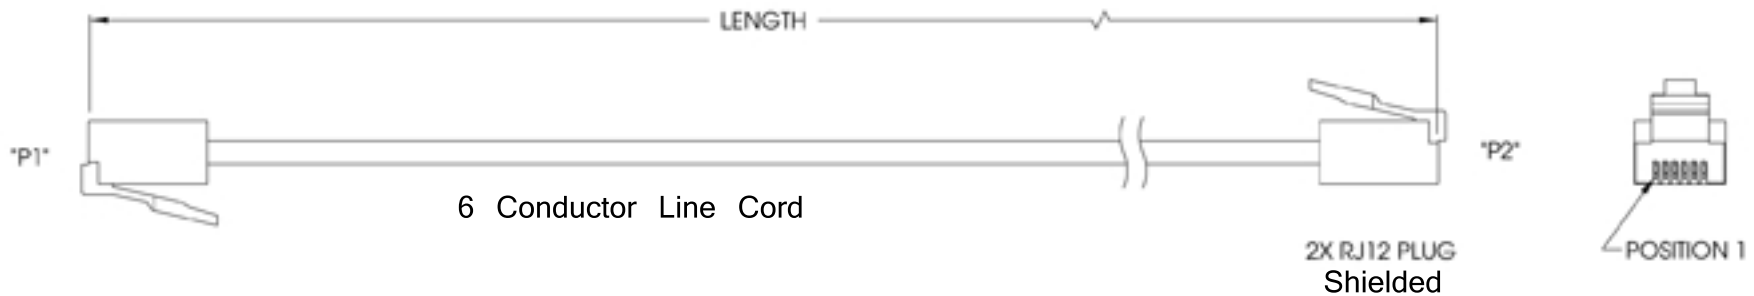 LENGTH
"P1"
"P2"
6 Conductor Line Cord
2X RJ12 PLUG
Shielded
POSITION 1